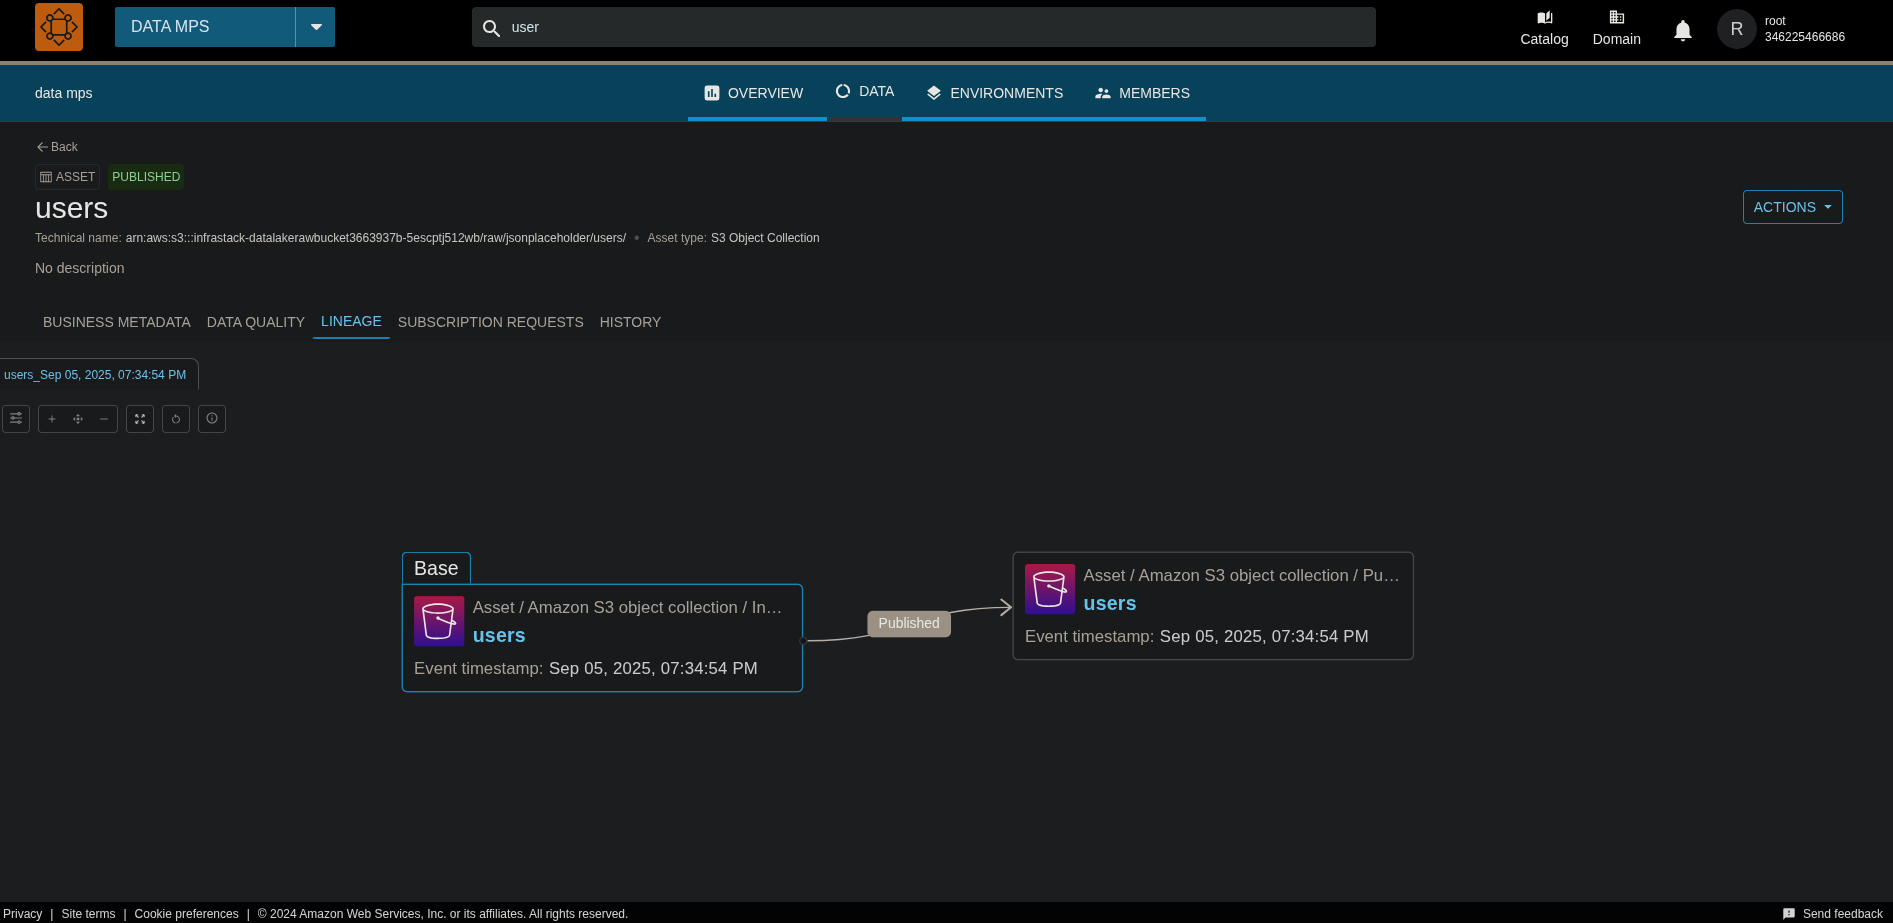 DATA MPS
user
Catalog
Domain
R
root
346225466686
data mps
OVERVIEW
DATA
ENVIRONMENTS
MEMBERS
Back
ASSET
PUBLISHED
users
ACTIONS
Technical name: arn:aws:s3:::infrastack-datalakerawbucket3663937b-5escptj512wb/raw/jsonplaceholder/users/ • Asset type: S3 Object Collection
No description
BUSINESS METADATA
DATA QUALITY
LINEAGE
SUBSCRIPTION REQUESTS
HISTORY
users_Sep 05, 2025, 07:34:54 PM
Base
Asset / Amazon S3 object collection / In…
users
Event timestamp: Sep 05, 2025, 07:34:54 PM
Published
Asset / Amazon S3 object collection / Pu…
users
Event timestamp: Sep 05, 2025, 07:34:54 PM
Privacy | Site terms | Cookie preferences | © 2024 Amazon Web Services, Inc. or its affiliates. All rights reserved.
Send feedback